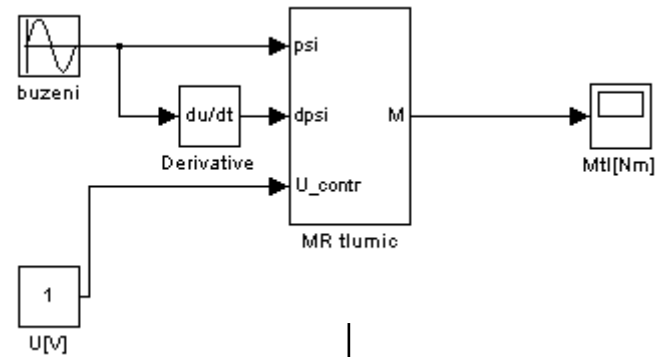 psi
buzeni
du/dt
dpsi
M
Derivative
Mtl[Nm]
U_contr
MR tlumic
1
U[V]